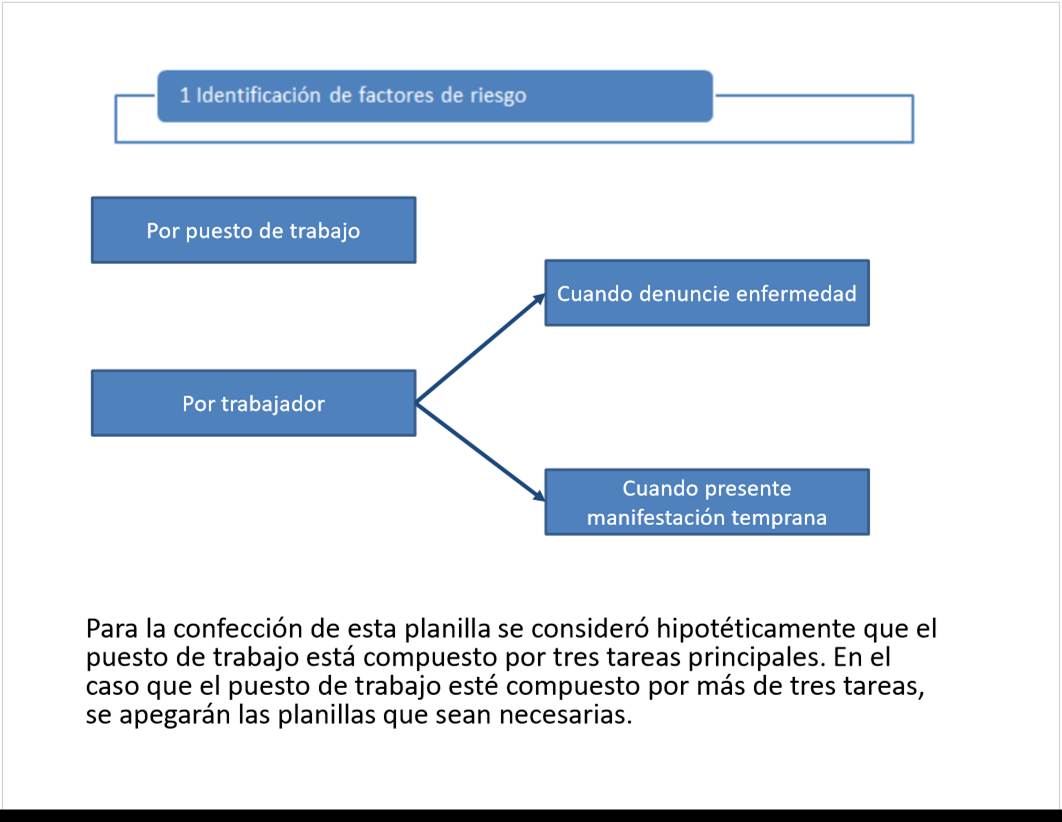 1 Identificación de factores de riesgo
Por puesto de trabajo
Cuando denuncie enfermedad
Por trabajador
Cuando presente
manifestación temprana
Para la confección de esta planilla se consideró hipotéticamente que el
puesto de trabajo está compuesto por tres tareas principales. En el
caso que el puesto de trabajo esté compuesto por más de tres tareas,
se apegarán las planillas que sean necesarias.